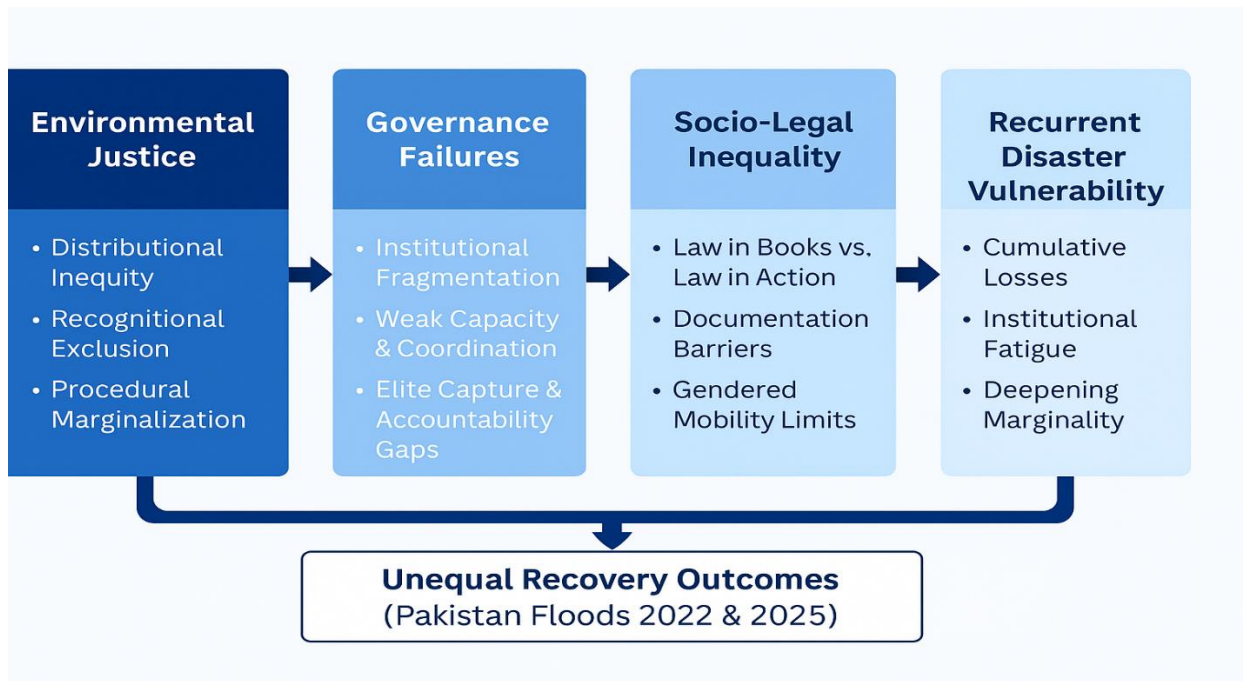 Environmental
Justice
• Distributional
Inequity
• Recognitional
Exclusion
• Procedural
Marginalization
Governance
Failures
• Institutional
Fragmentation
• Weak Capacity
& Coordination
• Elite Capture &
Accountability
Gaps
Socio-Legal
Inequality
• Law in Books vs.
Law in Action
• Documentation
Barriers
• Gendered
Mobility Limits
Recurrent
Disaster
Vulnerability
• Cumulative
Losses
• Institutional
Fatigue
• Deepening
Marginality
Unequal Recovery Outcomes
(Pakistan Floods 2022 & 2025)